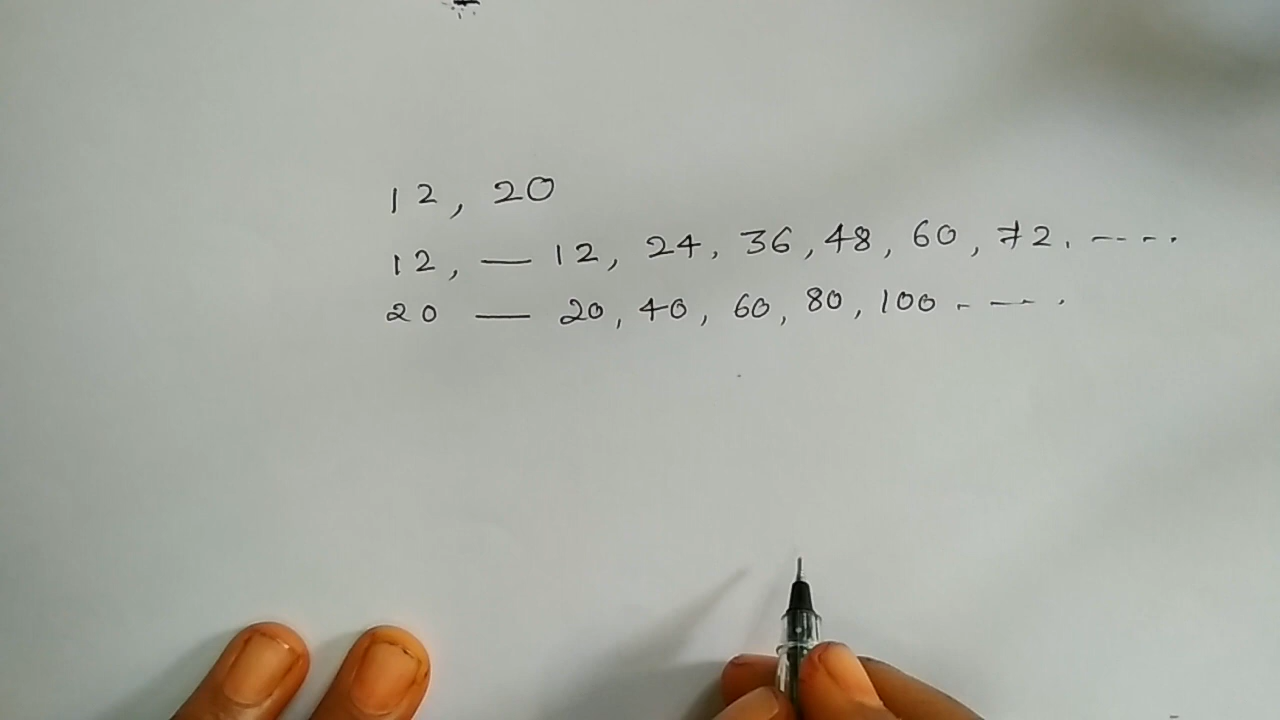 12, 20
12, — 12, 24, 36, 48, 60, 72. ----.
20 — 20, 40, 60, 80, 100 - — .